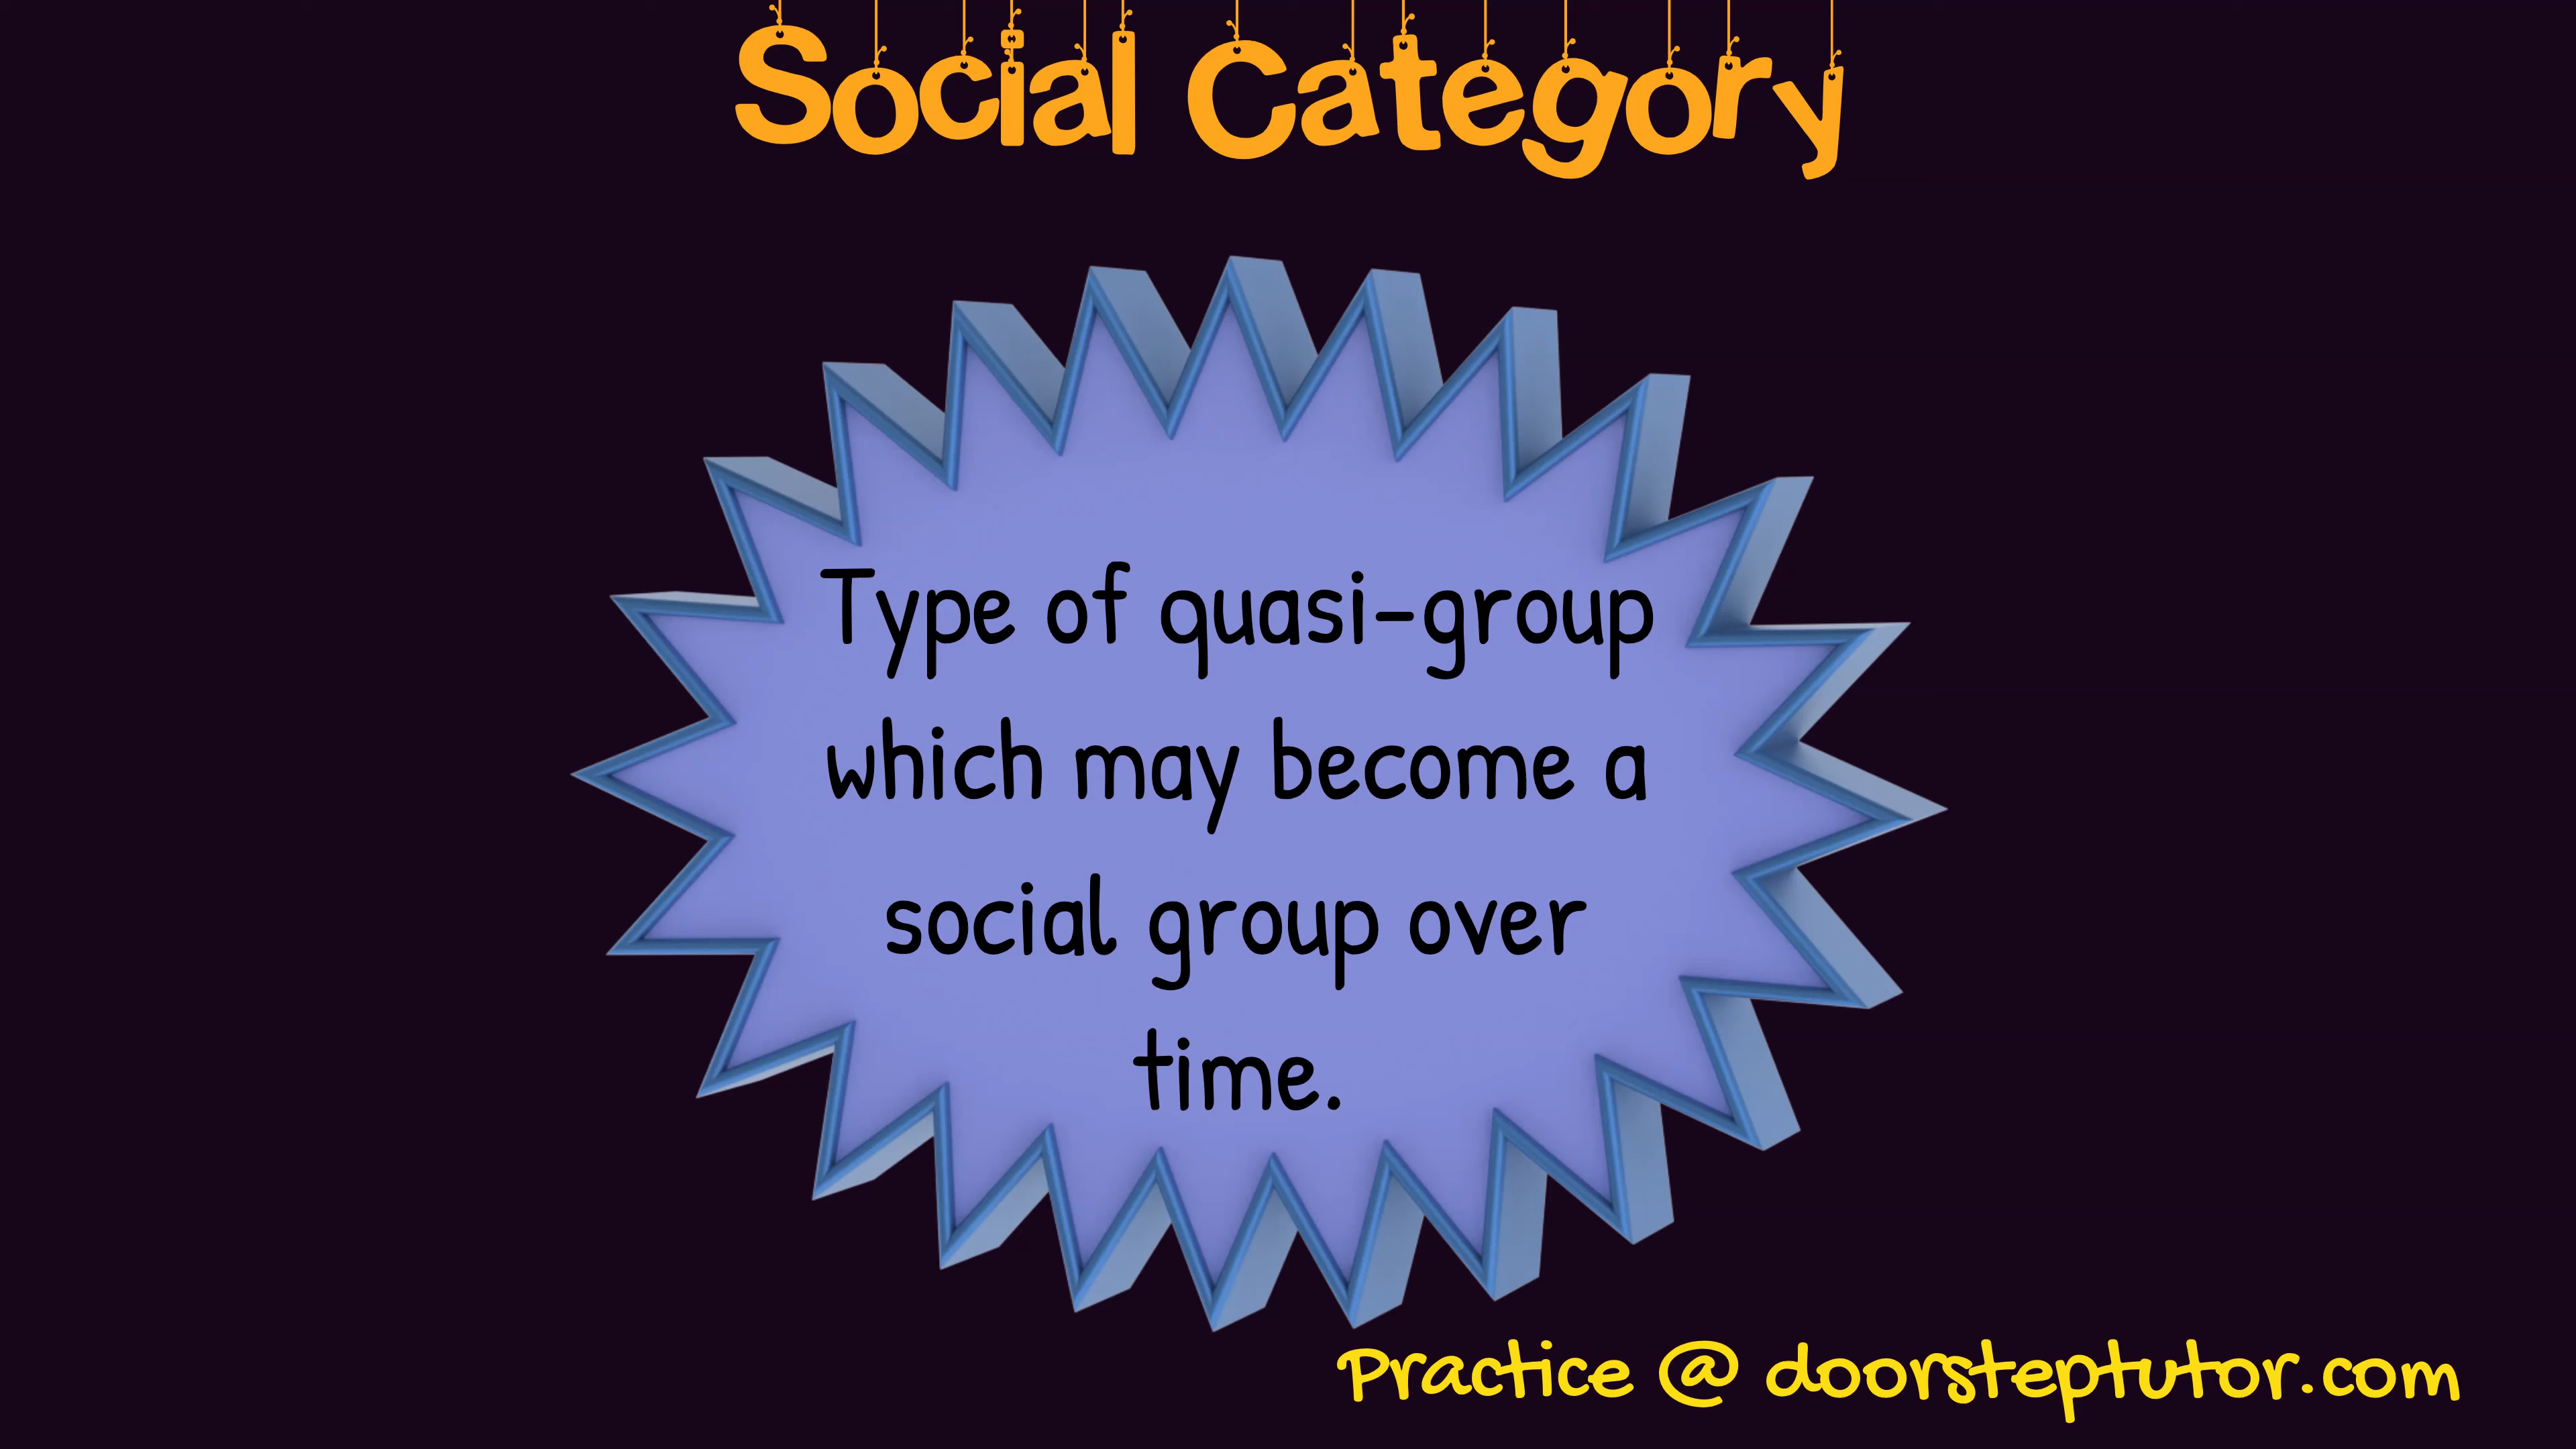 Social Category
Type of quasi-group
which may become a
social group over
time.
Practice @ doorsteptutor.com